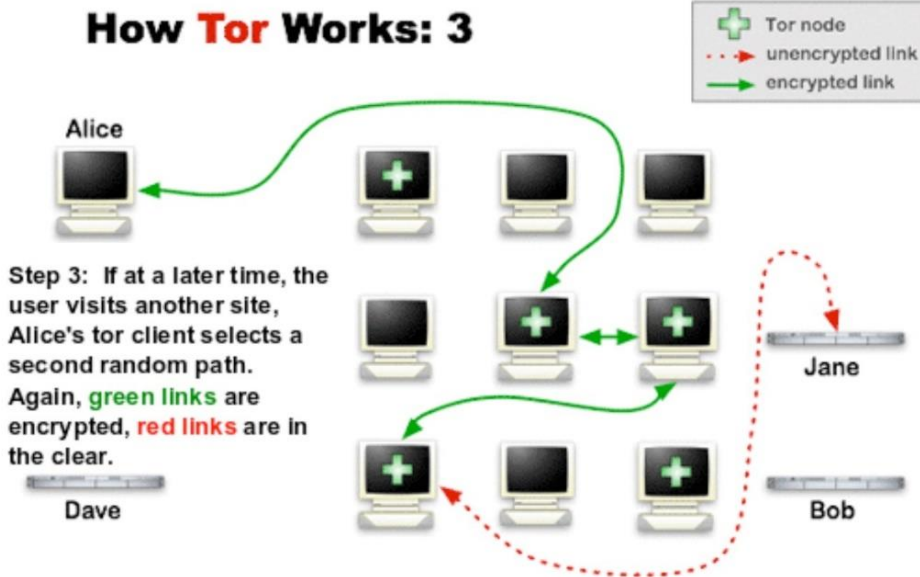 How Tor Works: 3
Tor node
unencrypted link
encrypted link
Alice
Step 3: If at a later time, the
user visits another site,
Alice's tor client selects a
second random path.
Again, green links are
encrypted, red links are in
the clear.
Jane
Dave
Bob